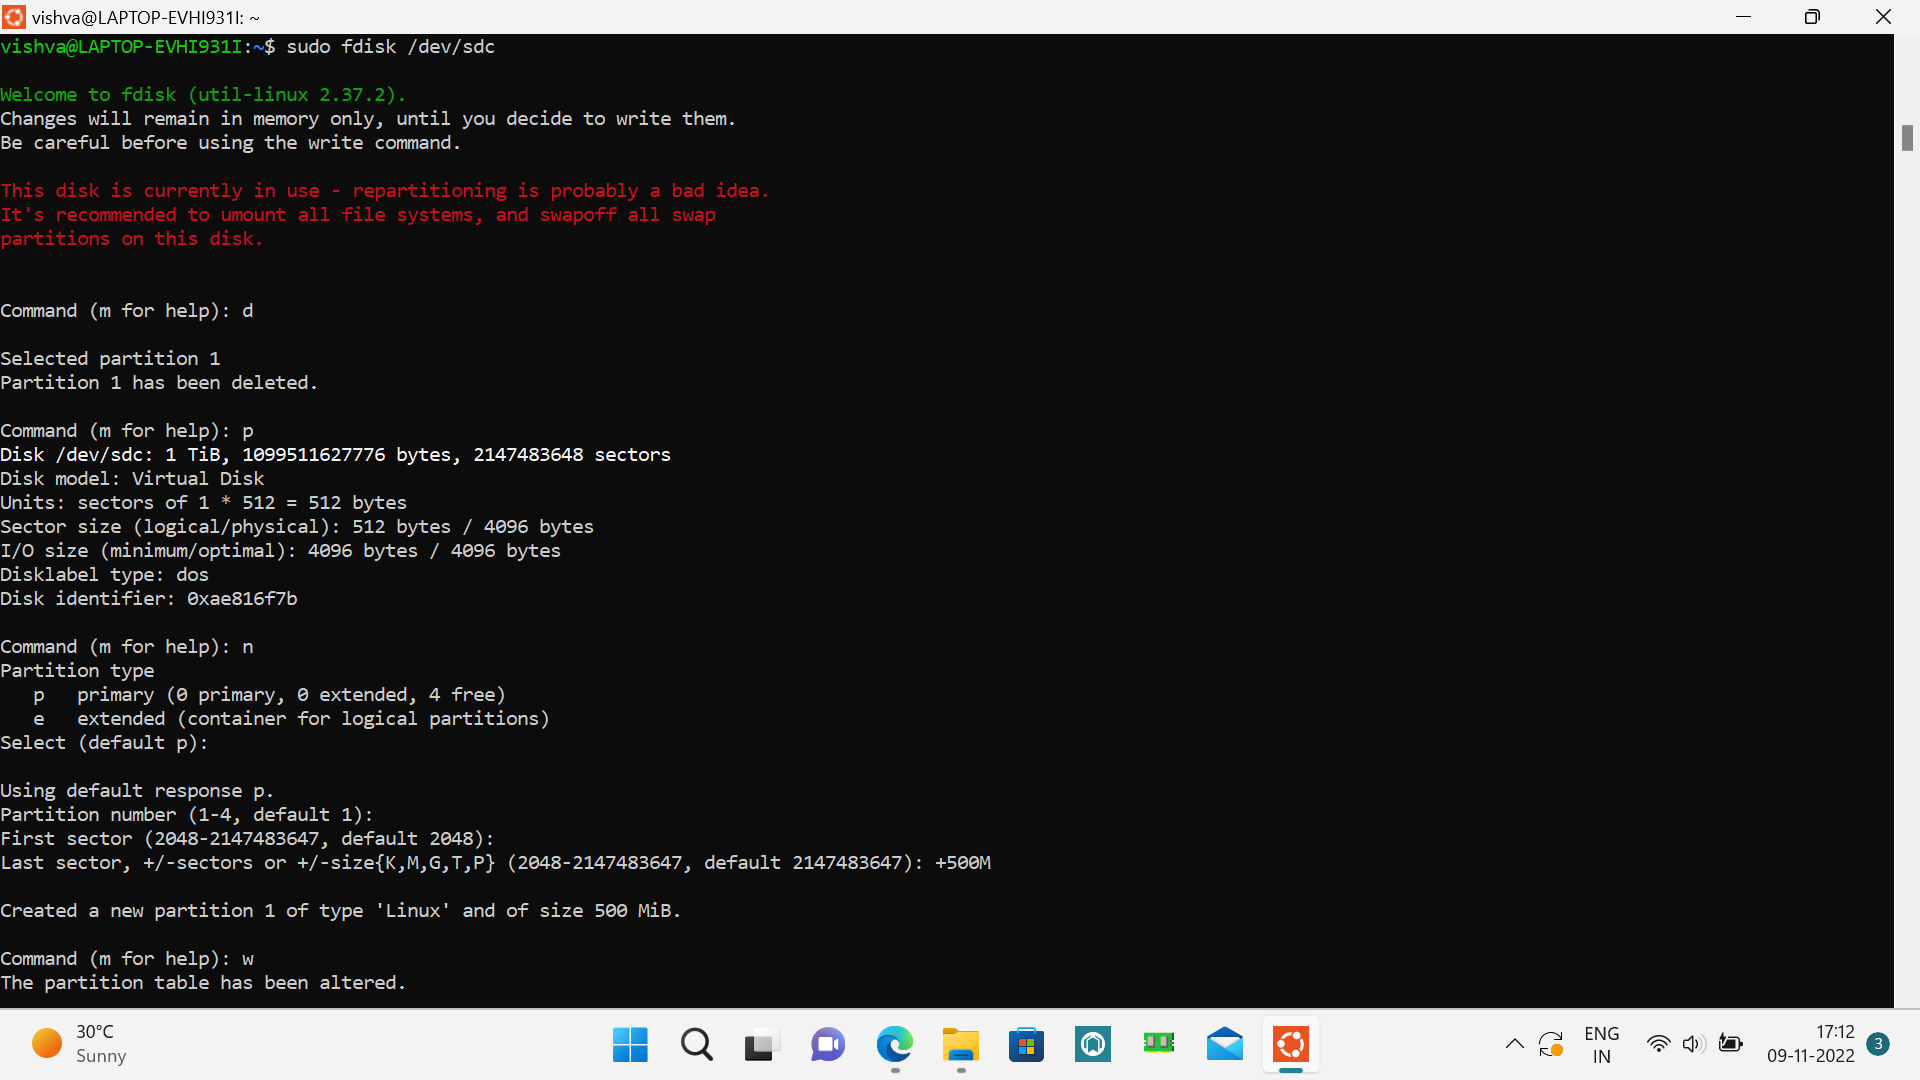 vishva@LAPTOP-EVHI931I: ~
vishva@LAPTOP-EVHI931I:~$ sudo fdisk /dev/sdc
Welcome to fdisk (util-linux 2.37.2).
Changes will remain in memory only, until you decide to write them.
Be careful before using the write command.
This disk is currently in use - repartitioning is probably a bad idea.
It's recommended to umount all file systems, and swapoff all swap
partitions on this disk.
Command (m for help): d
Selected partition 1
Partition 1 has been deleted.
Command (m for help): p
Disk /dev/sdc: 1 TiB, 1099511627776 bytes, 2147483648 sectors
Disk model: Virtual Disk
Units: sectors of 1 * 512 = 512 bytes
Sector size (logical/physical): 512 bytes / 4096 bytes
I/O size (minimum/optimal): 4096 bytes / 4096 bytes
Disklabel type: dos
Disk identifier: 0xae816f7b
Command (m for help): n
Partition type
   p   primary (0 primary, 0 extended, 4 free)
   e   extended (container for logical partitions)
Select (default p):
Using default response p.
Partition number (1-4, default 1):
First sector (2048-2147483647, default 2048):
Last sector, +/-sectors or +/-size{K,M,G,T,P} (2048-2147483647, default 2147483647): +500M
Created a new partition 1 of type 'Linux' and of size 500 MiB.
Command (m for help): w
The partition table has been altered.
30°C
Sunny
ENG
IN
17:12
09-11-2022
3